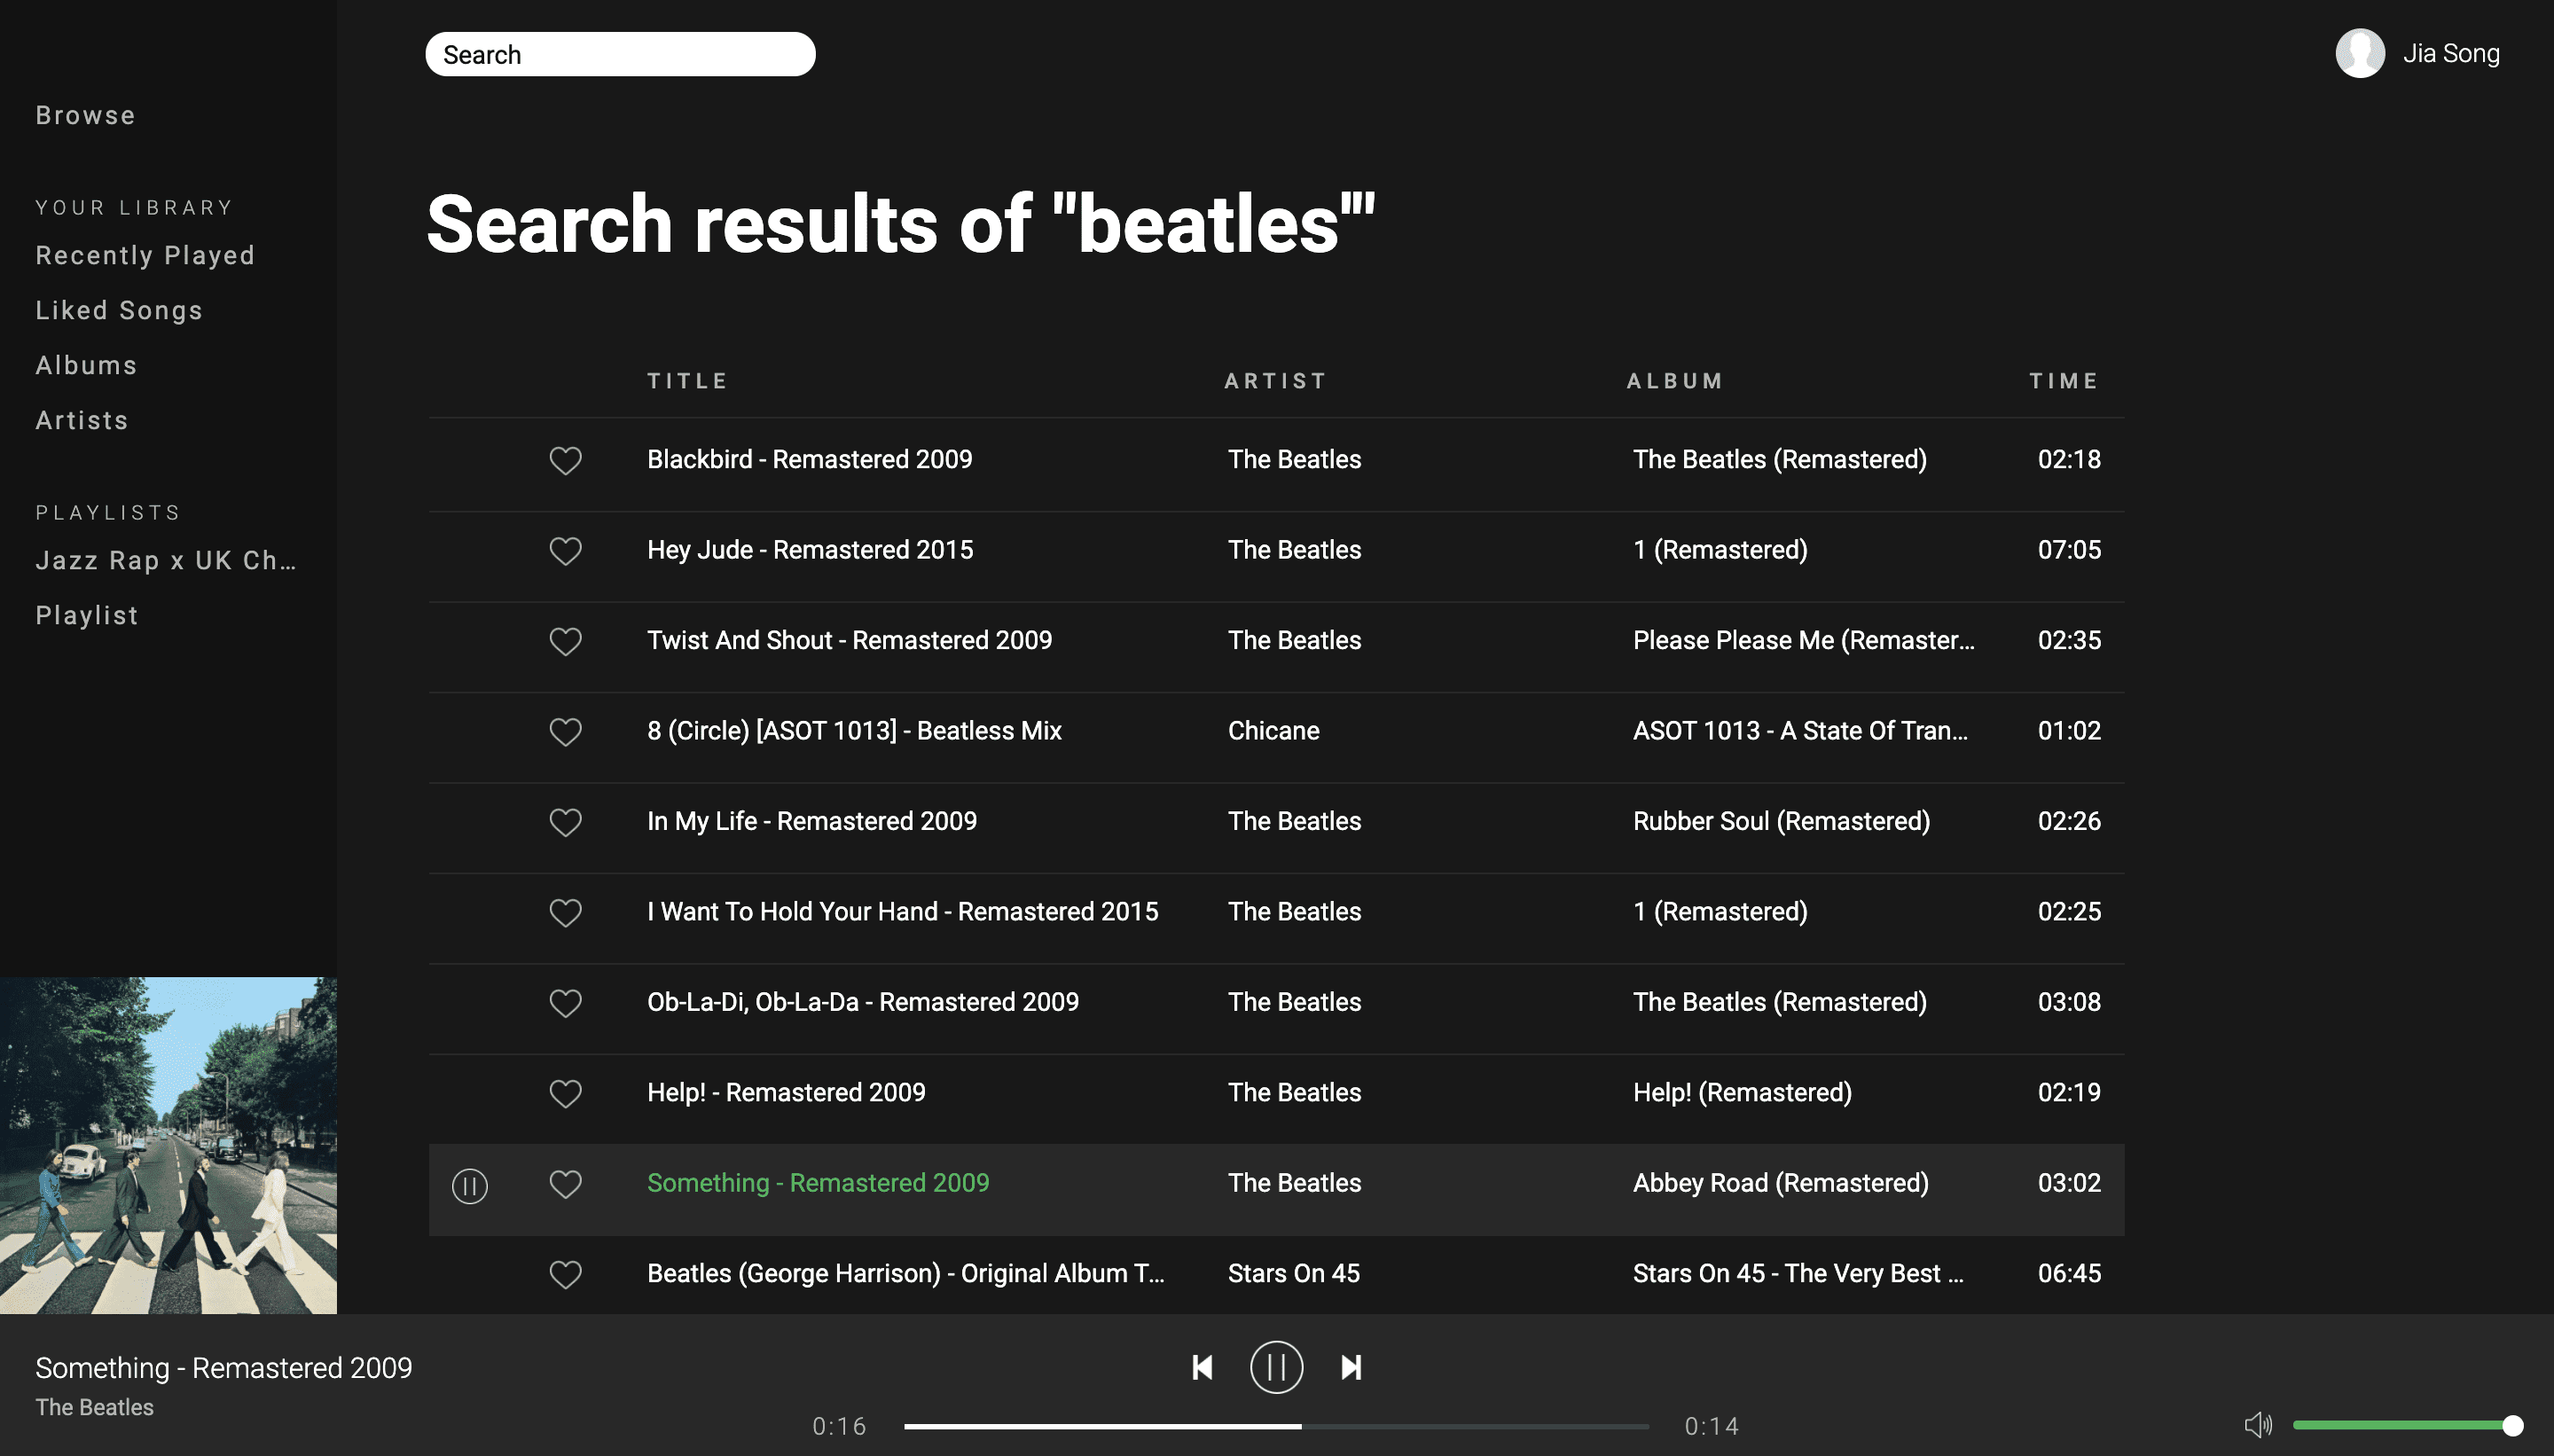 Search
Jia Song
Browse
YOUR LIBRARY
Recently Played
Liked Songs
Albums
Artists
PLAYLISTS
Jazz Rap x UK Ch...
Playlist
Search results of "beatles'"
TITLE ARTIST ALBUM TIME
Blackbird - Remastered 2009 The Beatles The Beatles (Remastered) 02:18
Hey Jude - Remastered 2015 The Beatles 1 (Remastered) 07:05
Twist And Shout - Remastered 2009 The Beatles Please Please Me (Remaster... 02:35
8 (Circle) [ASOT 1013] - Beatless Mix Chicane ASOT 1013 - A State Of Tran... 01:02
In My Life - Remastered 2009 The Beatles Rubber Soul (Remastered) 02:26
I Want To Hold Your Hand - Remastered 2015 The Beatles 1 (Remastered) 02:25
Ob-La-Di, Ob-La-Da - Remastered 2009 The Beatles The Beatles (Remastered) 03:08
Help! - Remastered 2009 The Beatles Help! (Remastered) 02:19
Something - Remastered 2009 The Beatles Abbey Road (Remastered) 03:02
Beatles (George Harrison) - Original Album T... Stars On 45 Stars On 45 - The Very Best ... 06:45
Something - Remastered 2009
The Beatles
0:16 0:14